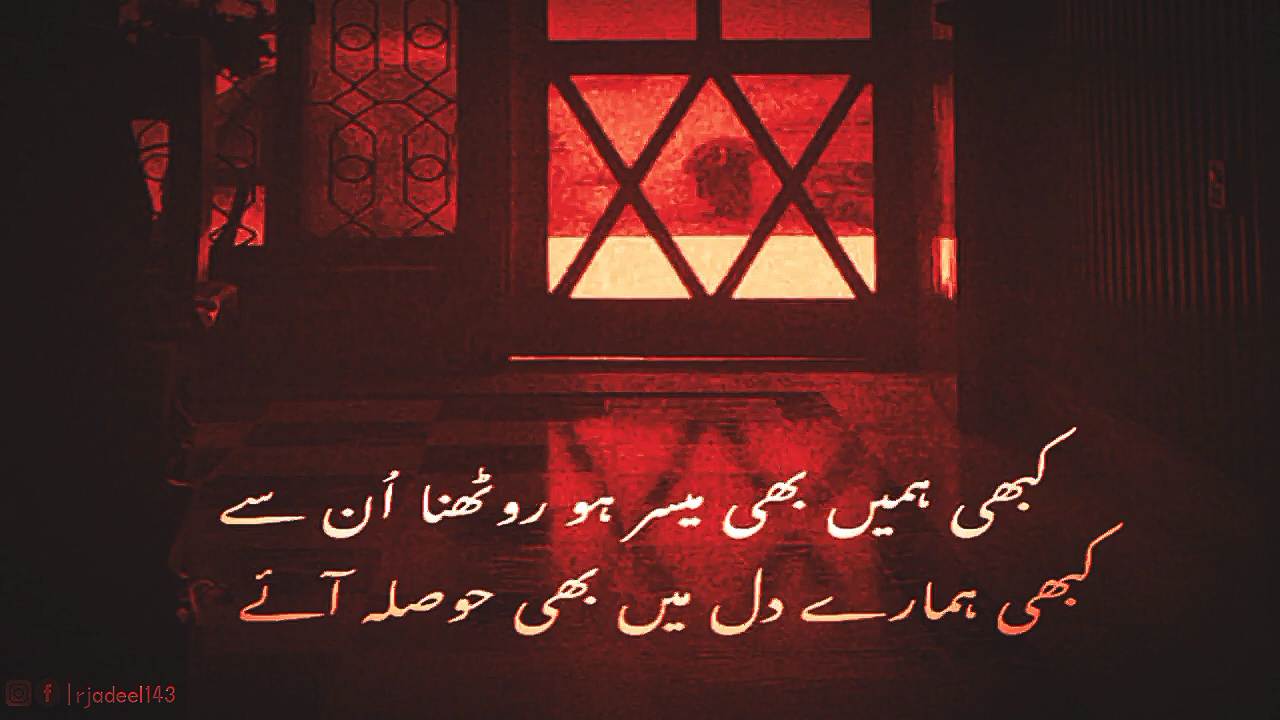 کبھی ہمیں بھی میسر ہو روٹھنا اُن سے
کبھی ہمارے دل میں بھی حوصلہ آئے
|rjadeel143